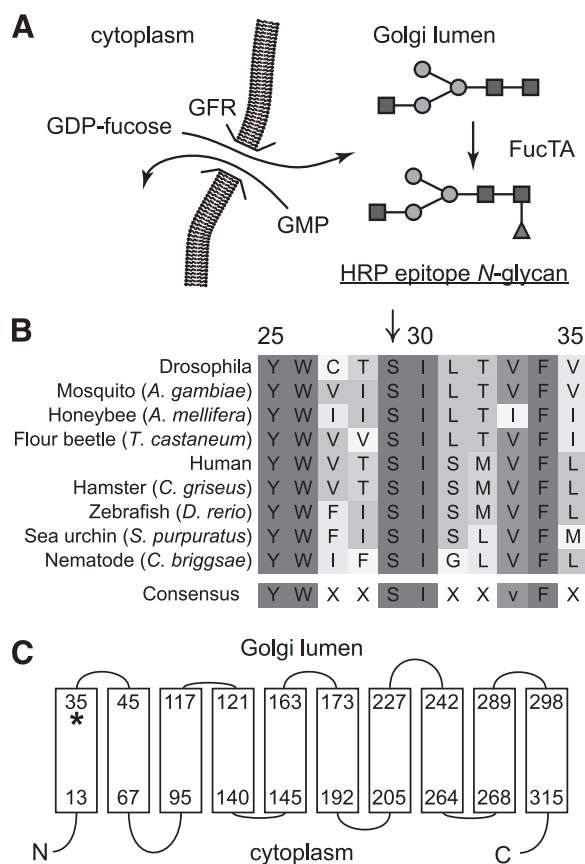 A
cytoplasm
Golgi lumen
GFR
GDP-fucose
GMP
FucTA
HRP epitope N-glycan
B
25 30 35
Drosophila Y W C T S I L T V F V
Mosquito (A. gambiae) Y W V I S I L T V F V
Honeybee (A. mellifera) Y W I I S I L T I F I
Flour beetle (T. castaneum) Y W V V S I L T V F I
Human Y W V T S I S M V F L
Hamster (C. griseus) Y W V T S I S M V F L
Zebrafish (D. rerio) Y W F I S I S M V F L
Sea urchin (S. purpuratus) Y W F I S I S L V F M
Nematode (C. briggsae) Y W I F S I G L V F L
Consensus Y W X X S I X X v F X
C
Golgi lumen
35 45 117 121 163 173 227 242 289 298
*
13 67 95 140 145 192 205 264 268 315
N cytoplasm C